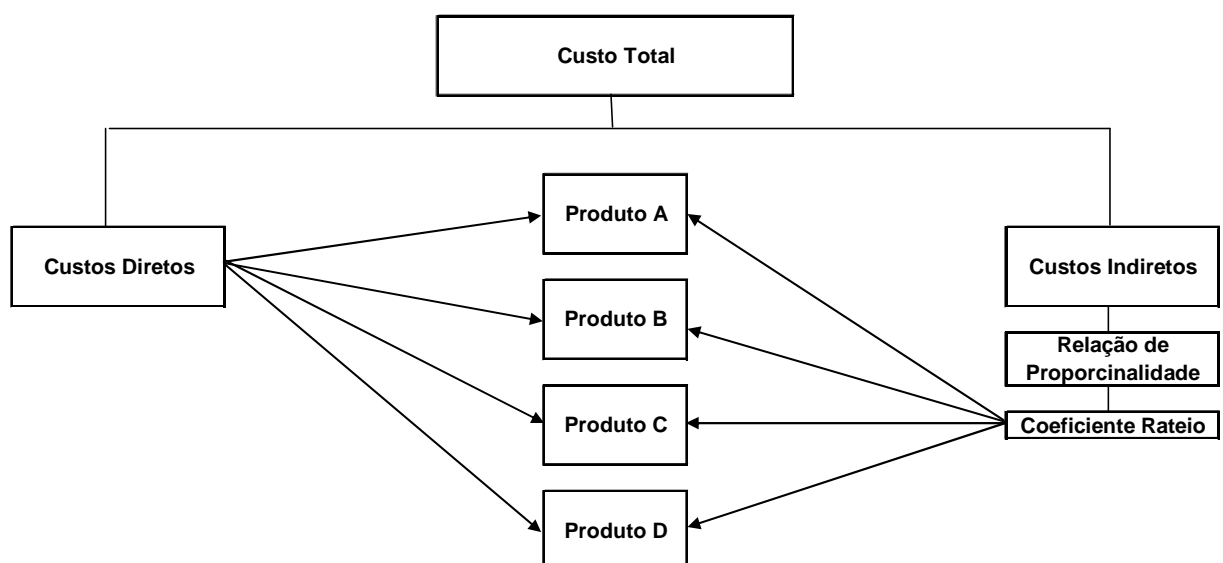 Custo Total
Produto A
Custos Diretos
Custos Indiretos
Produto B
Relação de
Proporcinalidade
Produto C
Coeficiente Rateio
Produto D